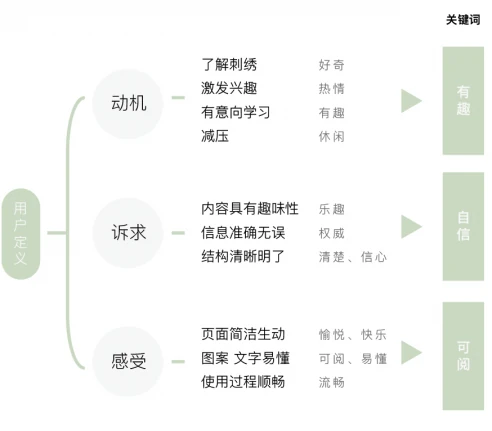 关键词
用户定义
动机
了解刺绣 好奇
激发兴趣 热情
有意向学习 有趣
减压 休闲
有趣
诉求
内容具有趣味性 乐趣
信息准确无误 权威
结构清晰明了 清楚、信心
自信
感受
页面简洁生动 愉悦、快乐
图案 文字易懂 可阅、易懂
使用过程顺畅 流畅
可阅